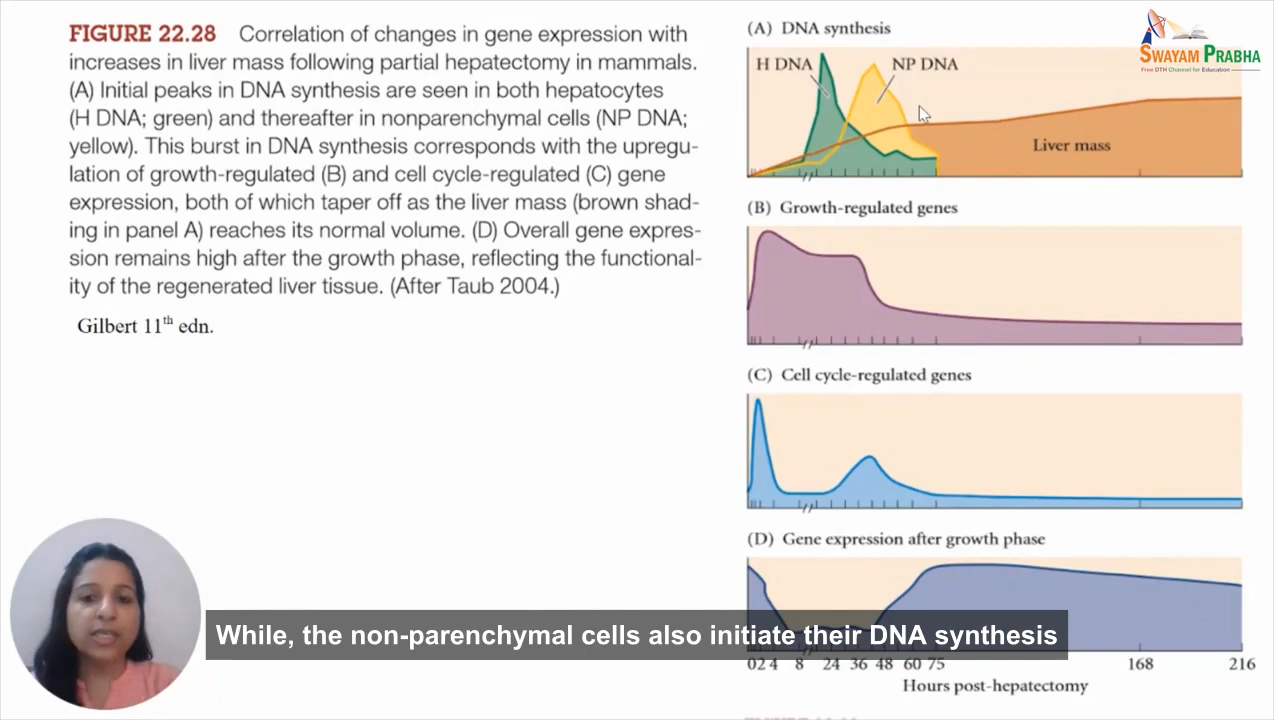 FIGURE 22.28 Correlation of changes in gene expression with
increases in liver mass following partial hepatectomy in mammals.
(A) Initial peaks in DNA synthesis are seen in both hepatocytes
(H DNA; green) and thereafter in nonparenchymal cells (NP DNA;
yellow). This burst in DNA synthesis corresponds with the upregu-
lation of growth-regulated (B) and cell cycle-regulated (C) gene
expression, both of which taper off as the liver mass (brown shad-
ing in panel A) reaches its normal volume. (D) Overall gene expres-
sion remains high after the growth phase, reflecting the functional-
ity of the regenerated liver tissue. (After Taub 2004.)
Gilbert 11th edn.
(A) DNA synthesis
H DNA
NP DNA
Liver mass
(B) Growth-regulated genes
(C) Cell cycle-regulated genes
(D) Gene expression after growth phase
0 2 4 8 24 36 48 60 75 168 216
Hours post-hepatectomy
SWAYAM PRABHA
Free DTH Channel for Education
While, the non-parenchymal cells also initiate their DNA synthesis